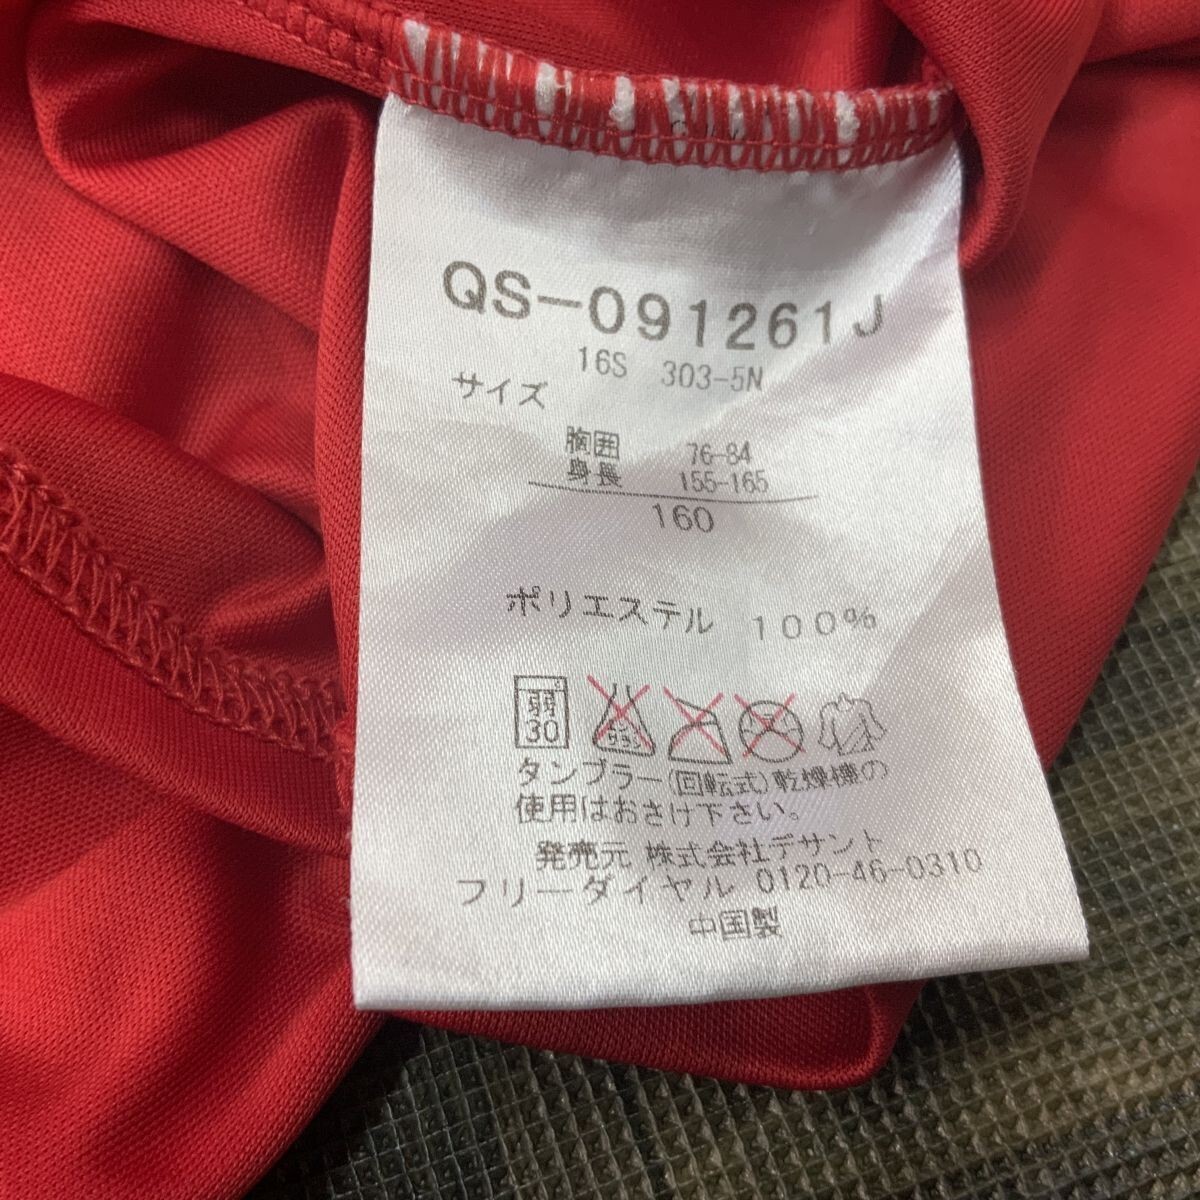 QS-091261J
16S 303-5N
サイズ
胸囲 76-84
身長 155-165
160
ポリエステル 100%
弱
30
タンブラー(回転式)乾燥機の
使用はおさけ下さい。
発売元 株式会社デサント
フリーダイヤル 0120-46-0310
中国製